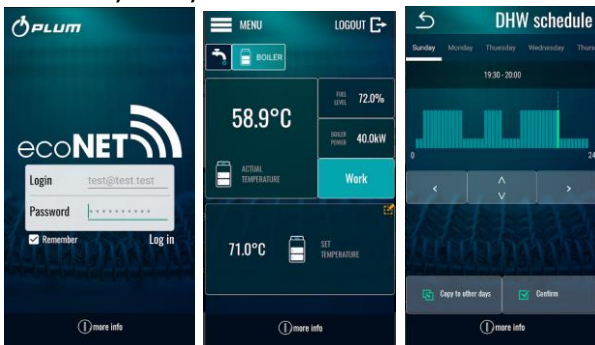 PLUM
ecoNET
Login test@test.test
Password ••••••••••
Remember Log in
more info
MENU LOGOUT
BOILER
58.9°C
ACTUAL
TEMPERATURE
FUEL
LEVEL 72.0%
BOILER
POWER 40.0kW
Work
71.0°C
SET
TEMPERATURE
more info
DHW schedule
Sunday Monday Thuesday Wednesday Thurs
19:30 - 20:00
0 24
Copy to other days Confirm
more info